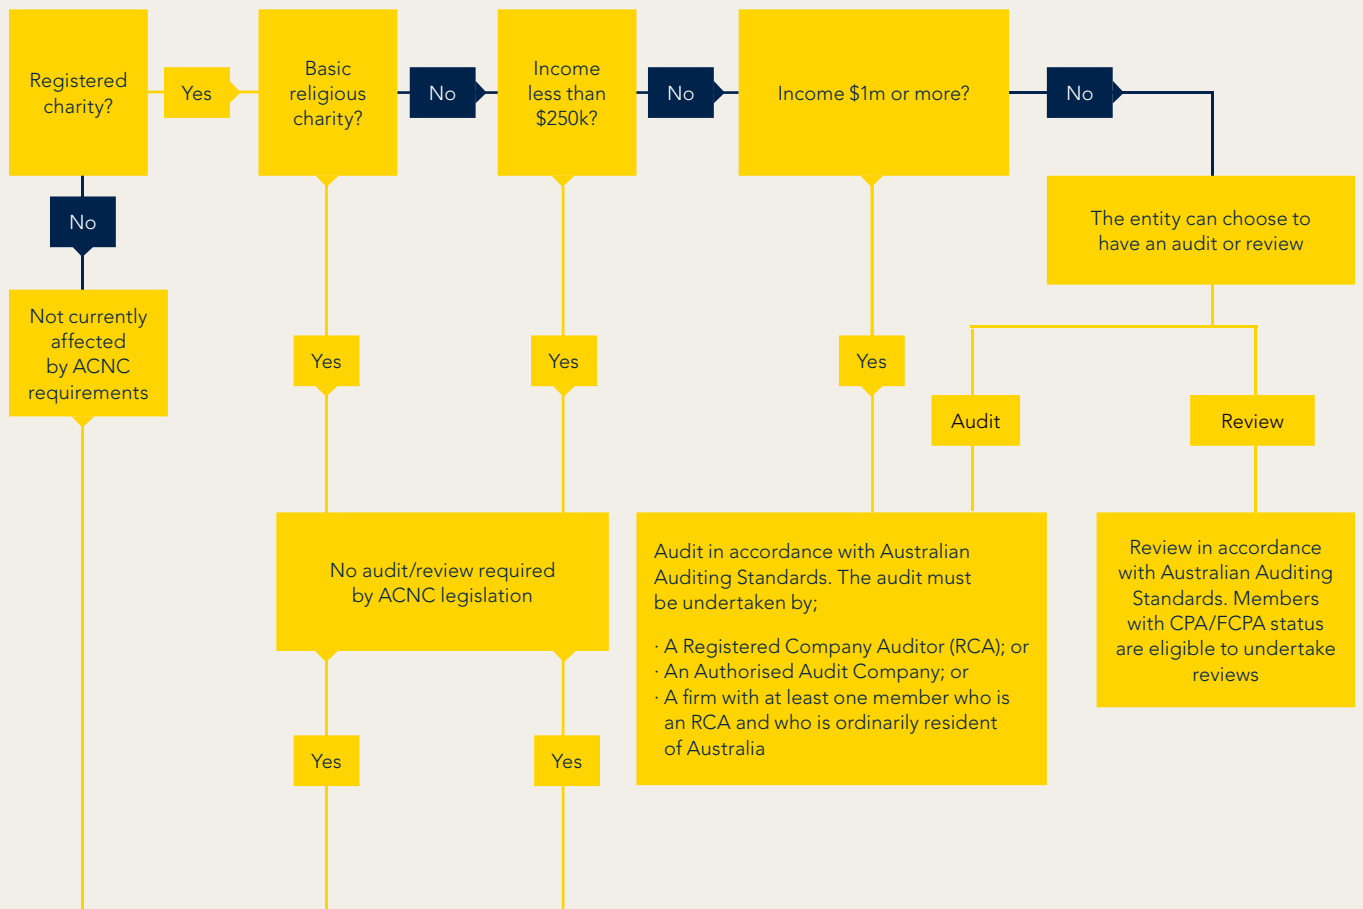 Registered
charity?
Yes
Basic
religious
charity?
No
Income
less than
$250k?
No
Income $1m or more?
No
No
The entity can choose to
have an audit or review
Not currently
affected
by ACNC
requirements
Yes
Yes
Yes
Audit
Review
No audit/review required
by ACNC legislation
Audit in accordance with Australian
Auditing Standards. The audit must
be undertaken by;
· A Registered Company Auditor (RCA); or
· An Authorised Audit Company; or
· A firm with at least one member who is
an RCA and who is ordinarily resident
of Australia
Review in accordance
with Australian Auditing
Standards. Members
with CPA/FCPA status
are eligible to undertake
reviews
Yes
Yes